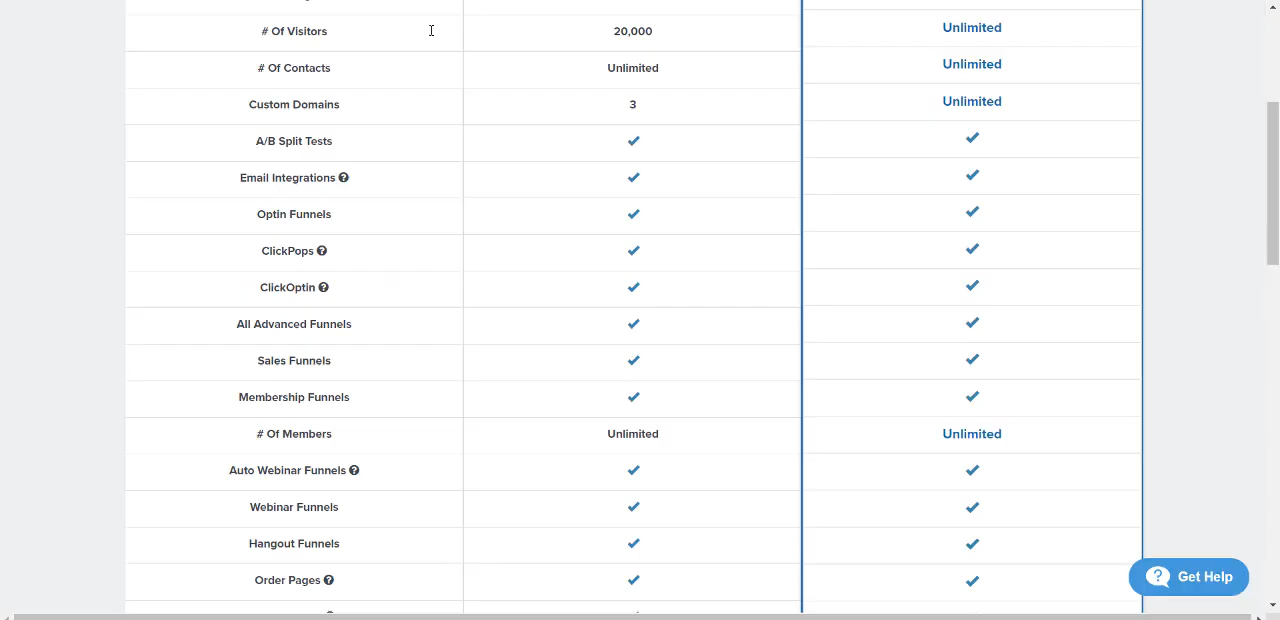 # Of Visitors 20,000 Unlimited
# Of Contacts Unlimited Unlimited
Custom Domains 3 Unlimited
A/B Split Tests
Email Integrations
Optin Funnels
ClickPops
ClickOptin
All Advanced Funnels
Sales Funnels
Membership Funnels
# Of Members Unlimited Unlimited
Auto Webinar Funnels
Webinar Funnels
Hangout Funnels
Order Pages
Get Help